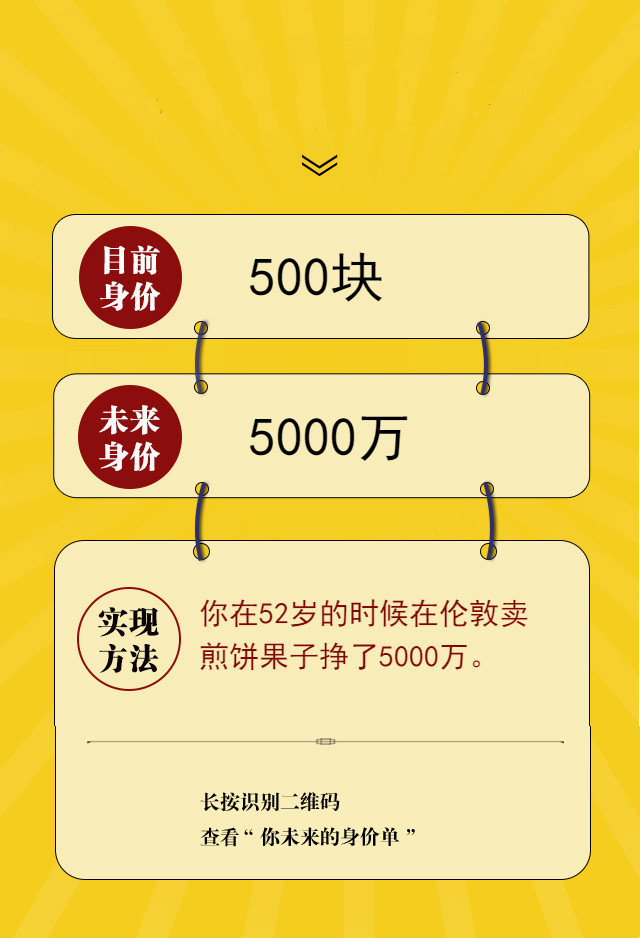 目前
身价
500块
未来
身价
5000万
实现
方法
你在52岁的时候在伦敦卖
煎饼果子挣了5000万。
长按识别二维码
查看“你未来的身价单”